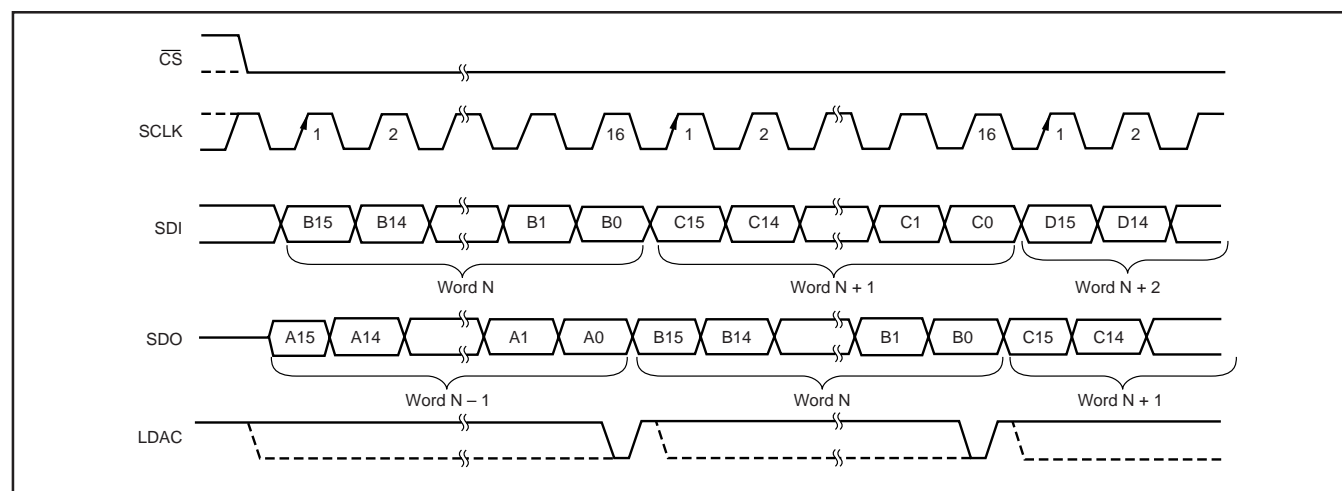 CS
SCLK 1 2 16 1 2 16 1 2
SDI B15 B14 B1 B0 C15 C14 C1 C0 D15 D14
Word N Word N + 1 Word N + 2
SDO A15 A14 A1 A0 B15 B14 B1 B0 C15 C14
Word N – 1 Word N Word N + 1
LDAC